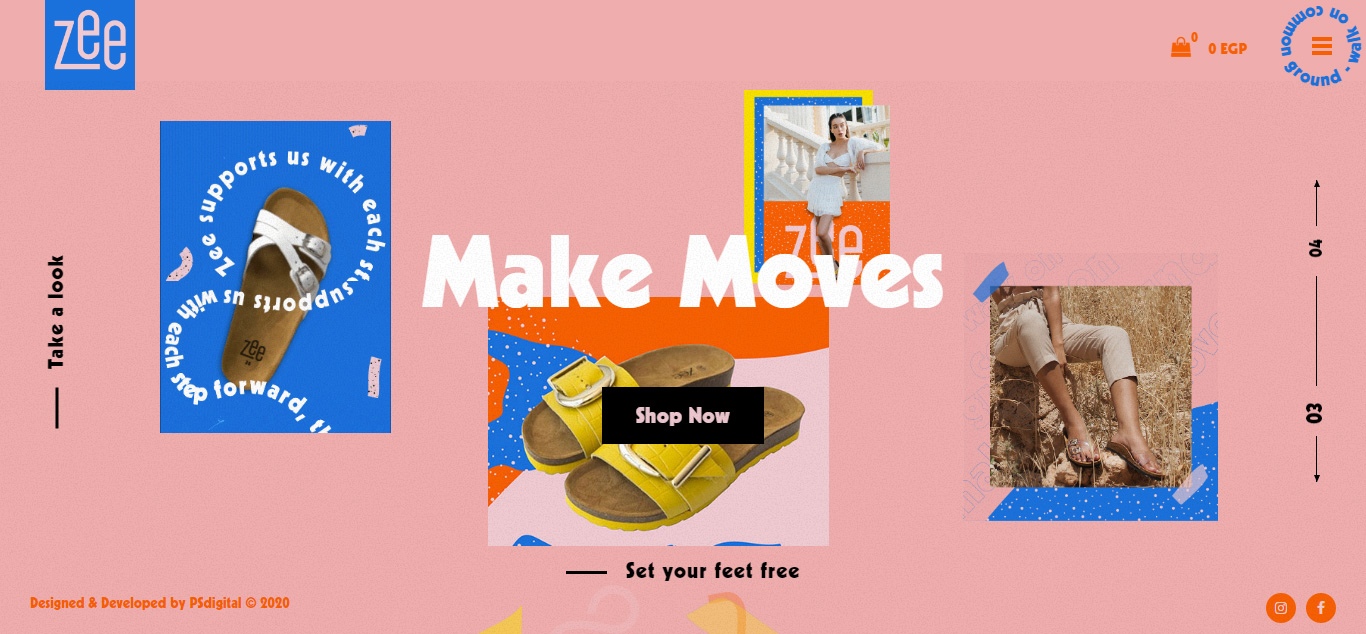 zee
0
0 EGP
walk on common ground -
Zee supports us with each st
supports us with each step forward, th
zee
zee
Make Moves
Take a look
04
03
Shop Now
Set your feet free
Designed & Developed by PSdigital © 2020